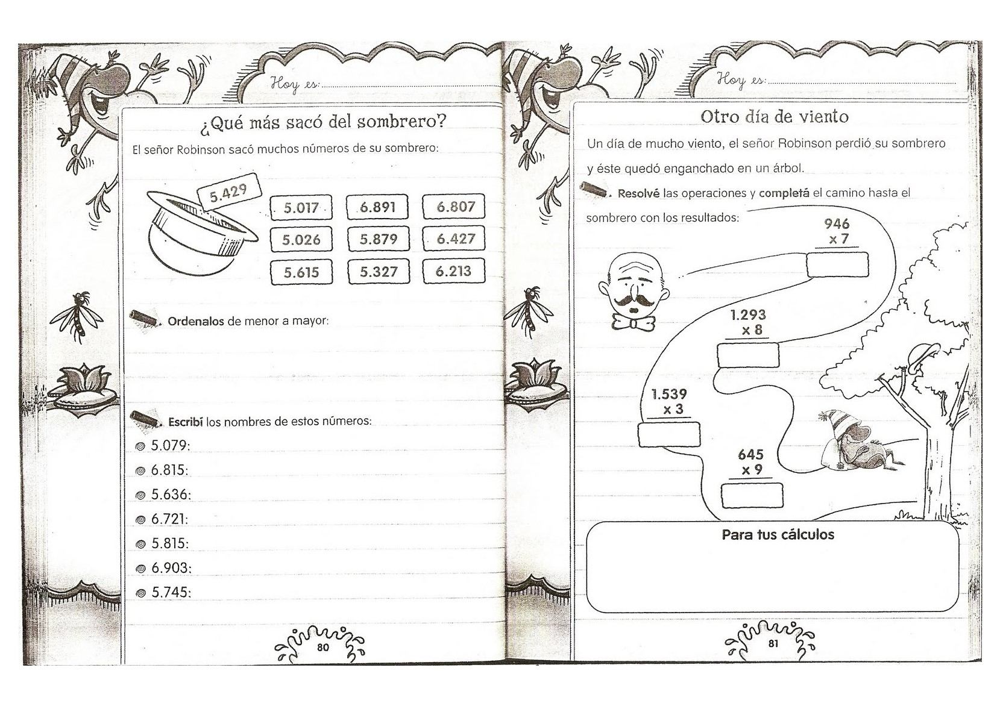 Hoy es:
¿Qué más sacó del sombrero?
El señor Robinson sacó muchos números de su sombrero:
5.429
5.017 6.891 6.807
5.026 5.879 6.427
5.615 5.327 6.213
Ordenalos de menor a mayor:
Escribí los nombres de estos números:
5.079:
6.815:
5.636:
6.721:
5.815:
6.903:
5.745:
80
Hoy es:
Otro día de viento
Un día de mucho viento, el señor Robinson perdió su sombrero
y éste quedó enganchado en un árbol.
Resolvé las operaciones y completá el camino hasta el
sombrero con los resultados:
946
x 7
1.293
x 8
1.539
x 3
645
x 9
Para tus cálculos
81